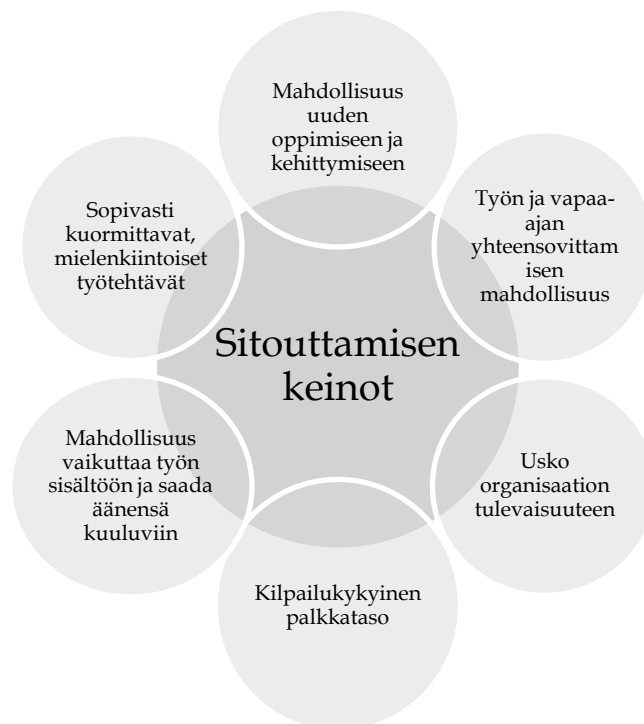 Mahdollisuus
uuden
oppimiseen ja
kehittymiseen
Työn ja vapaa-
ajan
yhteensovittam
isen
mahdollisuus
Usko
organisaation
tulevaisuuteen
Kilpailukykyinen
palkkataso
Mahdollisuus
vaikuttaa työn
sisältöön ja saada
äänensä
kuuluviin
Sopivasti
kuormittavat,
mielenkiintoiset
työtehtävät
Sitouttamisen
keinot